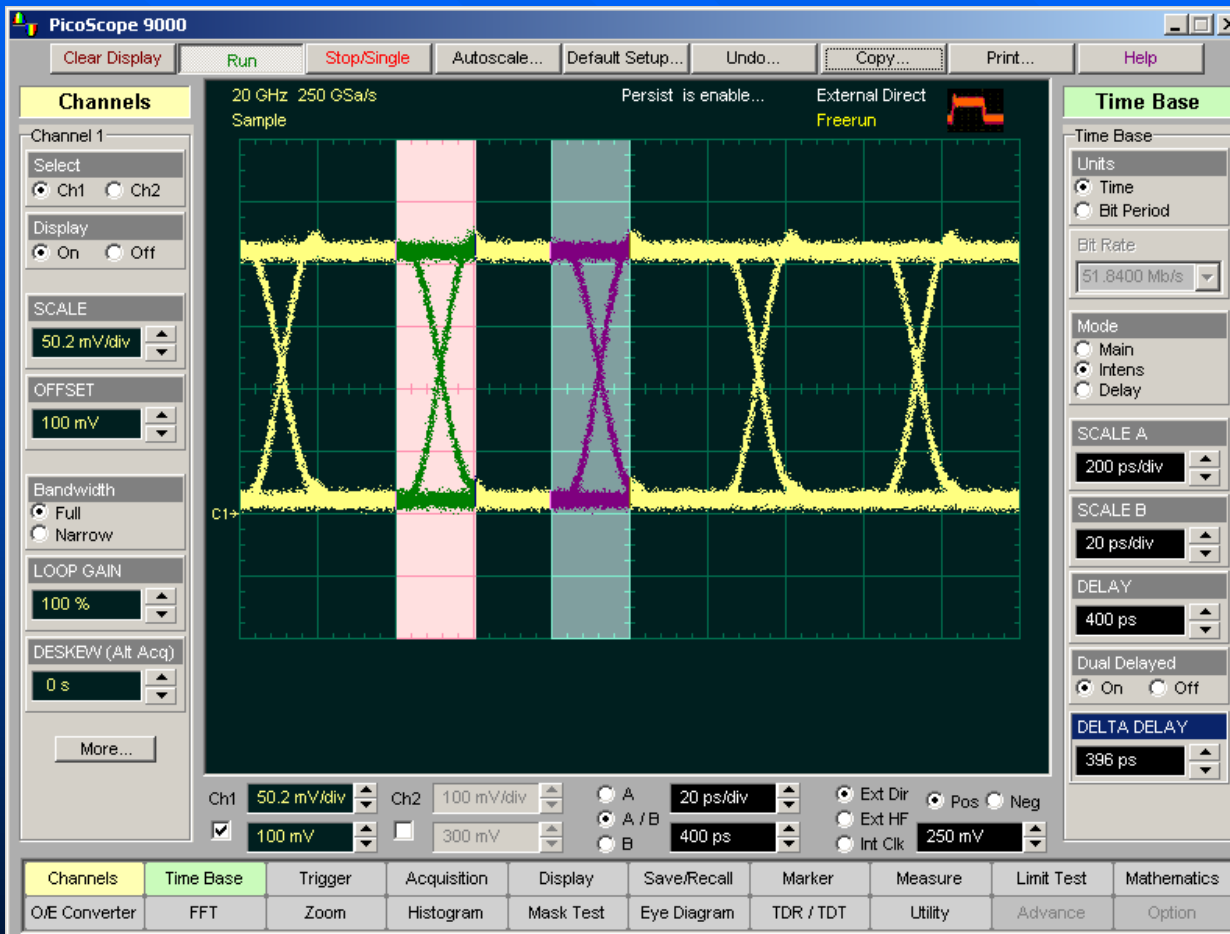 PicoScope 9000
Clear Display Run Stop/Single Autoscale... Default Setup... Undo... Copy... Print... Help
Channels
Channel 1
Select
Ch1 Ch2
Display
On Off
SCALE
50.2 mV/div
OFFSET
100 mV
Bandwidth
Full
Narrow
LOOP GAIN
100 %
DESKEW (Alt Acq)
0 s
More...
20 GHz 250 GSa/s Persist is enable... External Direct
Sample Freerun
C1
Time Base
Time Base
Units
Time
Bit Period
Bit Rate
51.8400 Mb/s
Mode
Main
Intens
Delay
SCALE A
200 ps/div
SCALE B
20 ps/div
DELAY
400 ps
Dual Delayed
On Off
DELTA DELAY
396 ps
Ch1 50.2 mV/div Ch2 100 mV/div A 20 ps/div Ext Dir Pos Neg
A / B Ext HF
100 mV 300 mV B 400 ps Int Clk 250 mV
Channels Time Base Trigger Acquisition Display Save/Recall Marker Measure Limit Test Mathematics
O/E Converter FFT Zoom Histogram Mask Test Eye Diagram TDR / TDT Utility Advance Option